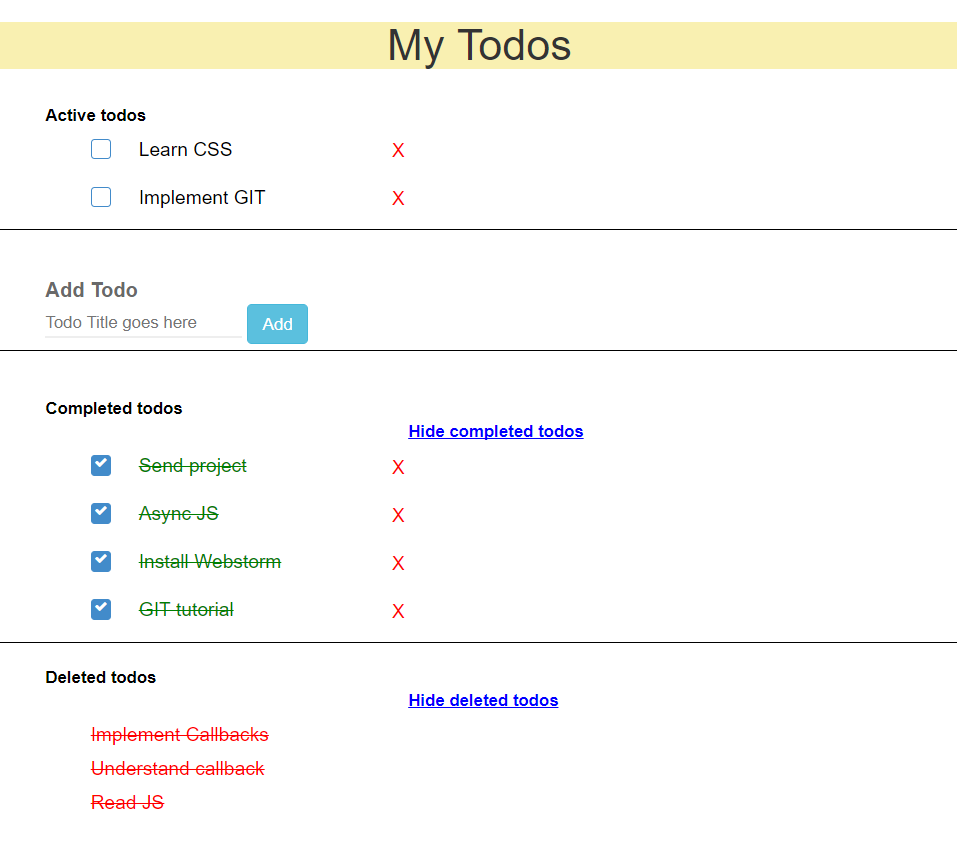 My Todos
Active todos
Learn CSS X
Implement GIT X
Add Todo
Todo Title goes here Add
Completed todos
Hide completed todos
Send project X
Async JS X
Install Webstorm X
GIT tutorial X
Deleted todos
Hide deleted todos
Implement Callbacks
Understand callback
Read JS